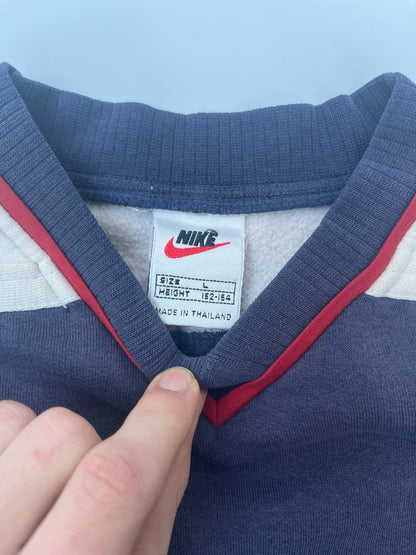 NIKE
SIZE L
HEIGHT 152-164
MADE IN THAILAND